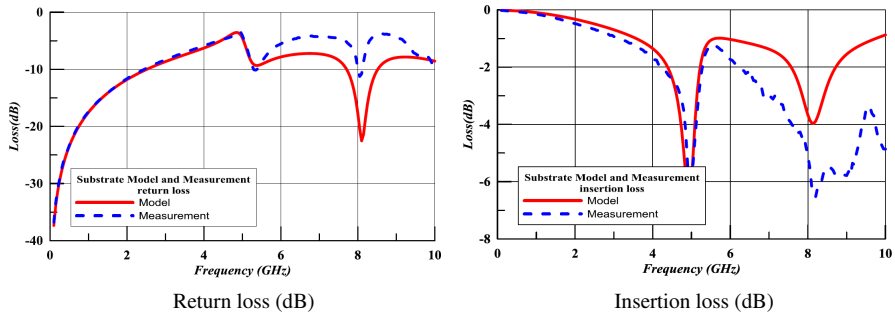 0
-10
-20
-30
-40
Loss(dB)
Substrate Model and Measurement
return loss
Model
Measurement
0 2 4 6 8 10
Frequency (GHz)
Return loss (dB)
0
-2
-4
-6
-8
Loss(dB)
Substrate Model and Measurement
insertion loss
Model
Measurement
0 2 4 6 8 10
Frequency (GHz)
Insertion loss (dB)